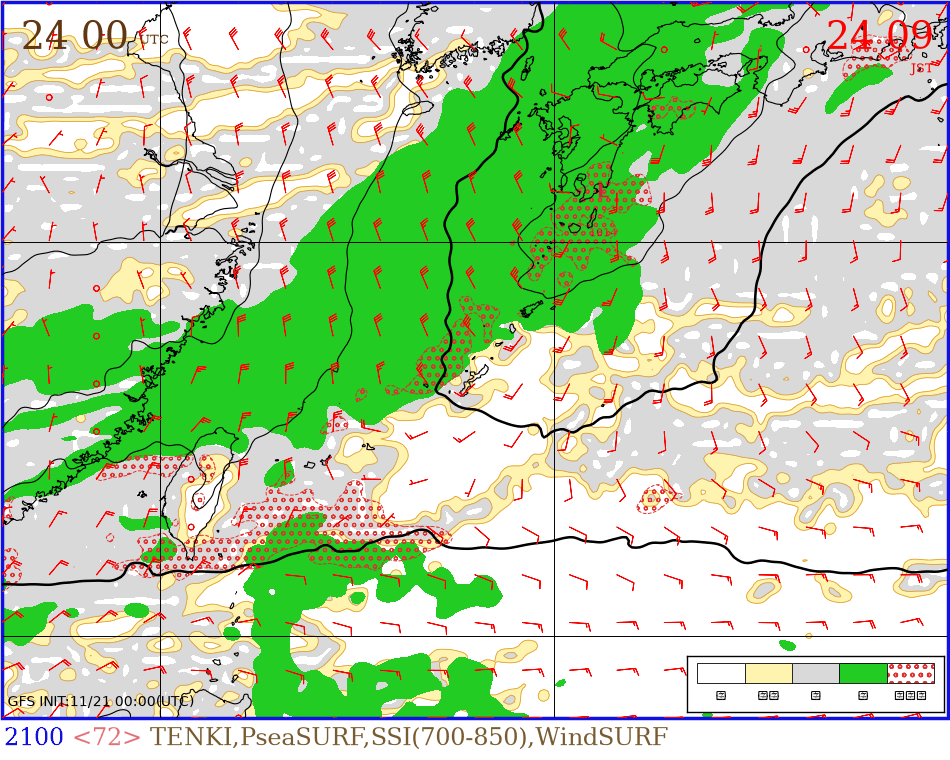 24 00 UTC
24 09 JST
GFS INIT:11/21 00:00(UTC)
2100 <72> TENKI,PseaSURF,SSI(700-850),WindSURF